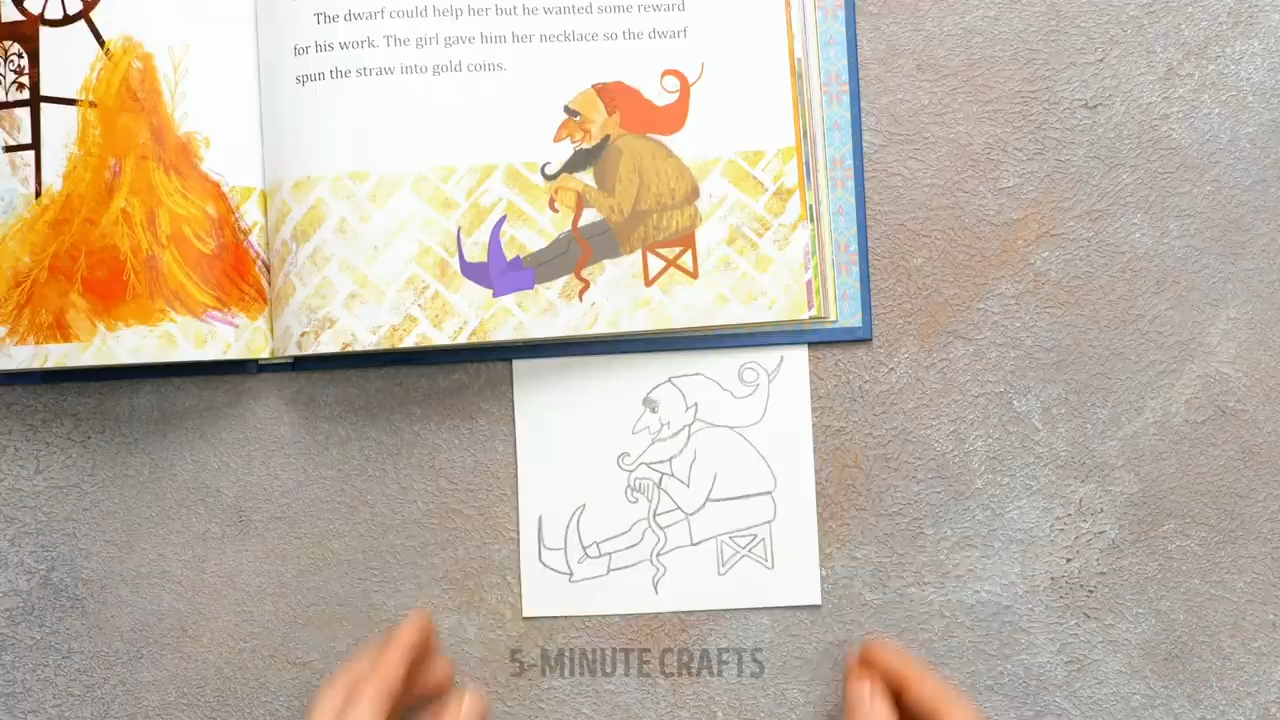 The dwarf could help her but he wanted some reward
for his work. The girl gave him her necklace so the dwarf
spun the straw into gold coins.
5-MINUTE CRAFTS